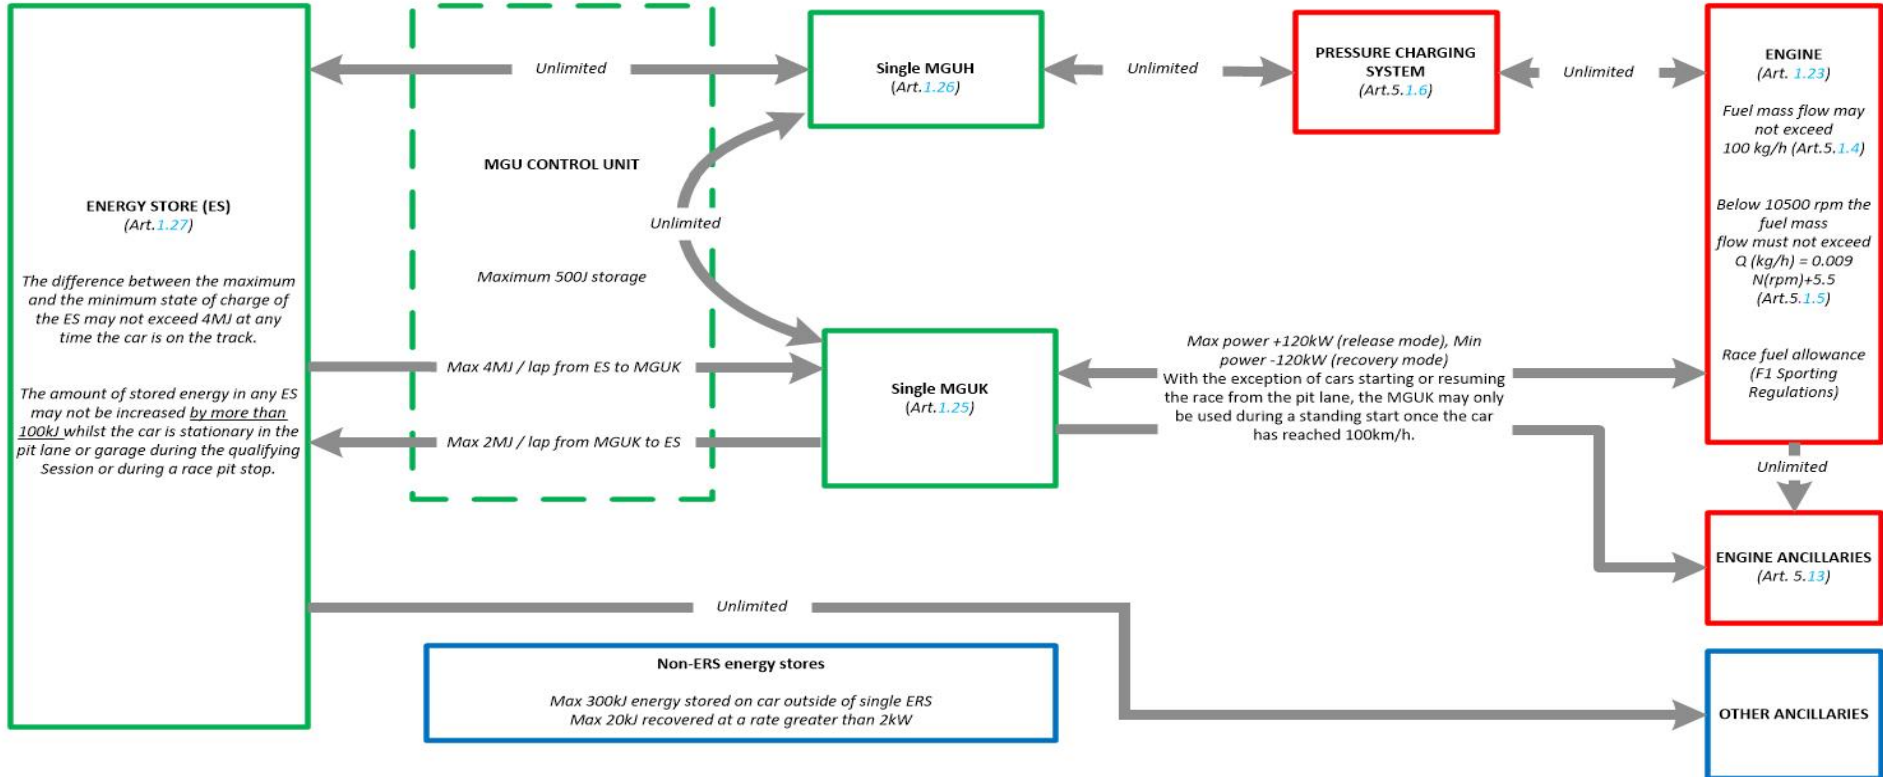 ENERGY STORE (ES)
(Art.1.27)
The difference between the maximum
and the minimum state of charge of
the ES may not exceed 4MJ at any
time the car is on the track.
The amount of stored energy in any ES
may not be increased by more than
100kJ whilst the car is stationary in the
pit lane or garage during the qualifying
Session or during a race pit stop.
Unlimited
MGU CONTROL UNIT
Unlimited
Maximum 500J storage
Max 4MJ / lap from ES to MGUK
Max 2MJ / lap from MGUK to ES
Single MGUH
(Art.1.26)
Unlimited
PRESSURE CHARGING
SYSTEM
(Art.5.1.6)
Unlimited
ENGINE
(Art. 1.23)
Fuel mass flow may
not exceed
100 kg/h (Art.5.1.4)
Below 10500 rpm the
fuel mass
flow must not exceed
Q (kg/h) = 0.009
N(rpm)+5.5
(Art.5.1.5)
Race fuel allowance
(F1 Sporting
Regulations)
Single MGUK
(Art.1.25)
Max power +120kW (release mode), Min
power -120kW (recovery mode)
With the exception of cars starting or resuming
the race from the pit lane, the MGUK may only
be used during a standing start once the car
has reached 100km/h.
Unlimited
ENGINE ANCILLARIES
(Art. 5.13)
Unlimited
Non-ERS energy stores
Max 300kJ energy stored on car outside of single ERS
Max 20kJ recovered at a rate greater than 2kW
OTHER ANCILLARIES